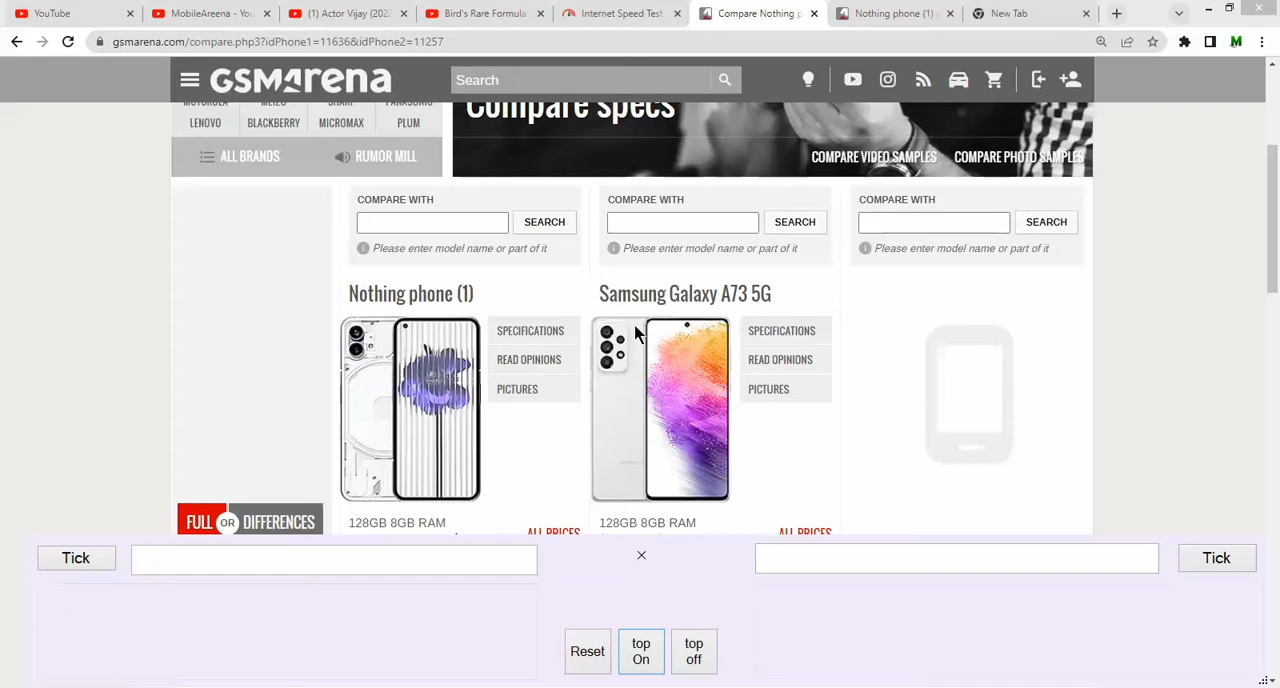 YouTube
MobileAreena - You
(1) Actor Vijay (202
Bird's Rare Formula
Internet Speed Test
Compare Nothing p
Nothing phone (1)
New Tab
gsmarena.com/compare.php3?idPhone1=11636&idPhone2=11257
M
GSMArena
Search
MOTOROLA MEIZU SHARP PANASONIC
LENOVO BLACKBERRY MICROMAX PLUM
ALL BRANDS RUMOR MILL
Compare specs
COMPARE VIDEO SAMPLES COMPARE PHOTO SAMPLES
COMPARE WITH COMPARE WITH COMPARE WITH
SEARCH SEARCH SEARCH
Please enter model name or part of it Please enter model name or part of it Please enter model name or part of it
Nothing phone (1) Samsung Galaxy A73 5G
SPECIFICATIONS SPECIFICATIONS
READ OPINIONS READ OPINIONS
PICTURES PICTURES
SAMSUNG
FULL OR DIFFERENCES
128GB 8GB RAM 128GB 8GB RAM
ALL PRICES ALL PRICES
Tick Tick
Reset
top
On
top
off